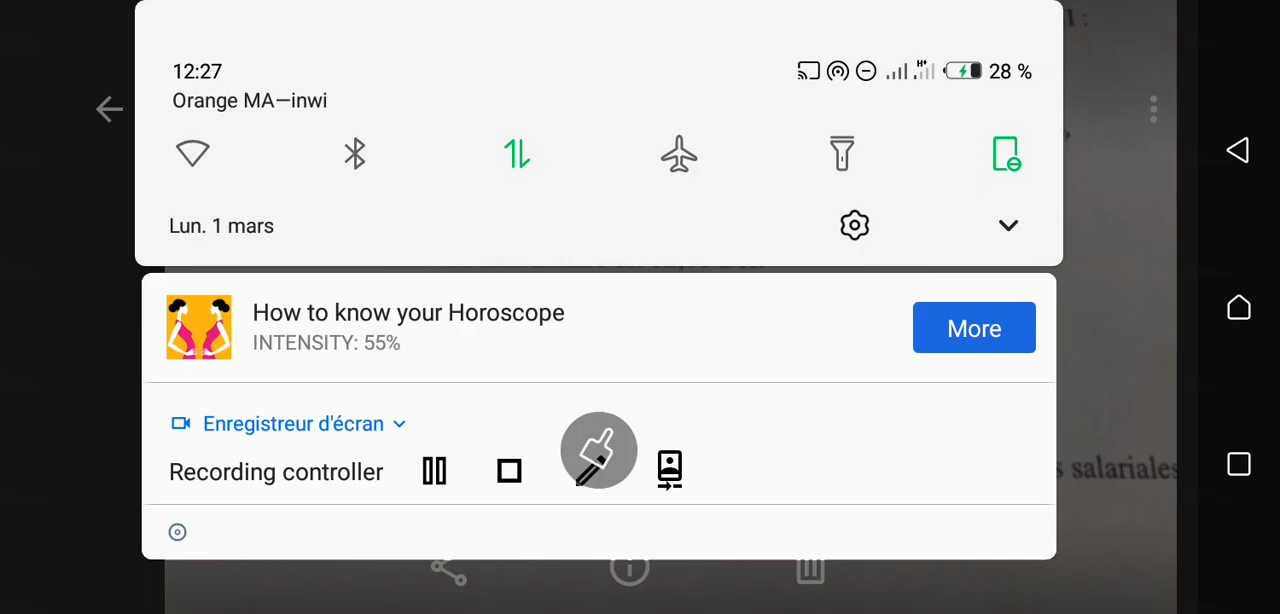 12:27
H+
28 %
Orange MA—inwi
Lun. 1 mars
How to know your Horoscope
INTENSITY: 55%
More
Enregistreur d'écran
Recording controller
s salariales